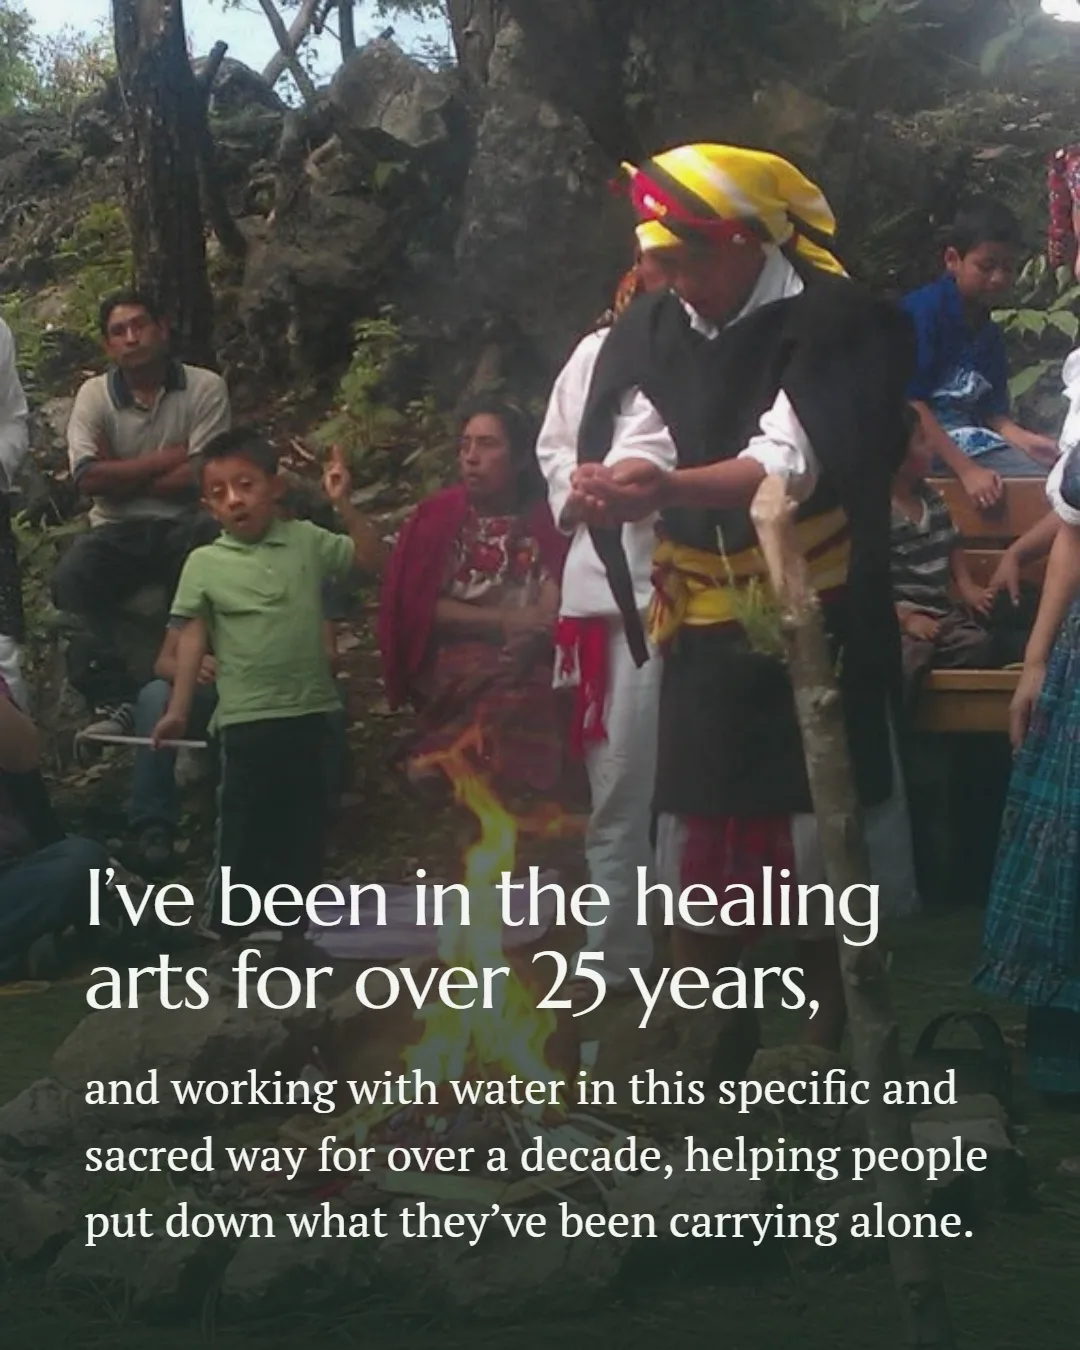 I’ve been in the healing
arts for over 25 years,
and working with water in this specific and
sacred way for over a decade, helping people
put down what they’ve been carrying alone.